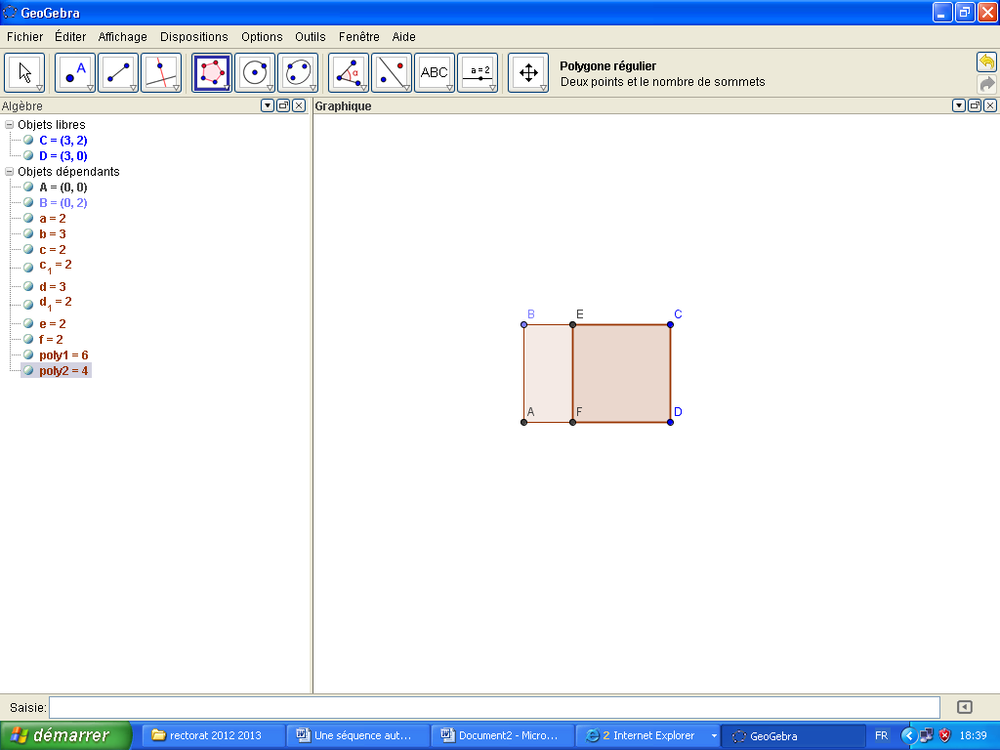 GeoGebra
Fichier Éditer Affichage Dispositions Options Outils Fenêtre Aide
A α ABC a = 2
Polygone régulier
Deux points et le nombre de sommets
Algèbre
Graphique
Objets libres
C = (3, 2)
D = (3, 0)
Objets dépendants
A = (0, 0)
B = (0, 2)
a = 2
b = 3
c = 2
c₁ = 2
d = 3
d₁ = 2
e = 2
f = 2
poly1 = 6
poly2 = 4
B E C
A F D
Saisie:
démarrer rectorat 2012 2013 Une séquence aut... Document2 - Micro... 2 Internet Explorer GeoGebra FR 18:39